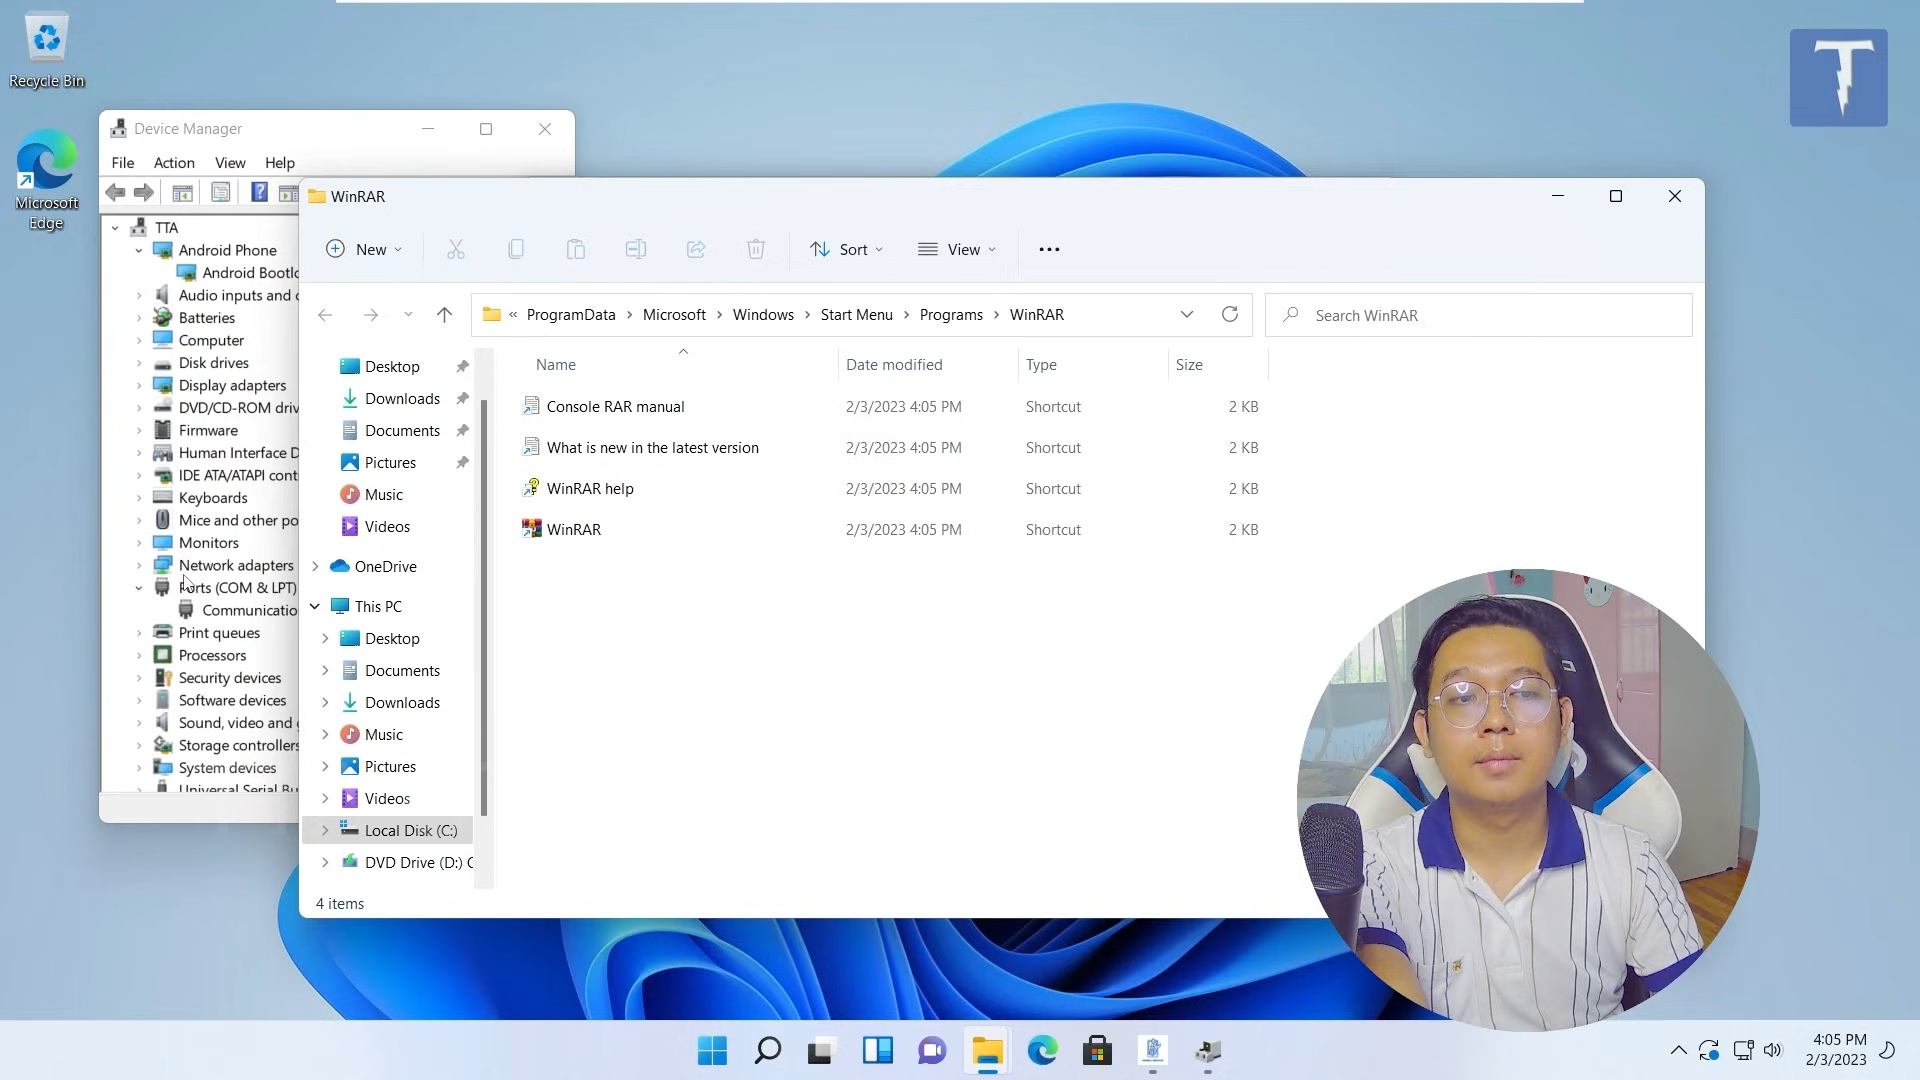 Recycle Bin
Microsoft
Edge
T
Device Manager
File Action View Help
TTA
Android Phone
Android Bootlo
Audio inputs and o
Batteries
Computer
Disk drives
Display adapters
DVD/CD-ROM driv
Firmware
Human Interface D
IDE ATA/ATAPI cont
Keyboards
Mice and other po
Monitors
Network adapters
Ports (COM & LPT)
Communicatio
Print queues
Processors
Security devices
Software devices
Sound, video and g
Storage controllers
System devices
Universal Serial Bu
WinRAR
New
Sort
View
« ProgramData > Microsoft > Windows > Start Menu > Programs > WinRAR
Search WinRAR
Desktop
Downloads
Documents
Pictures
Music
Videos
OneDrive
This PC
Desktop
Documents
Downloads
Music
Pictures
Videos
Local Disk (C:)
DVD Drive (D:) C
Name Date modified Type Size
Console RAR manual 2/3/2023 4:05 PM Shortcut 2 KB
What is new in the latest version 2/3/2023 4:05 PM Shortcut 2 KB
WinRAR help 2/3/2023 4:05 PM Shortcut 2 KB
WinRAR 2/3/2023 4:05 PM Shortcut 2 KB
4 items
4:05 PM
2/3/2023